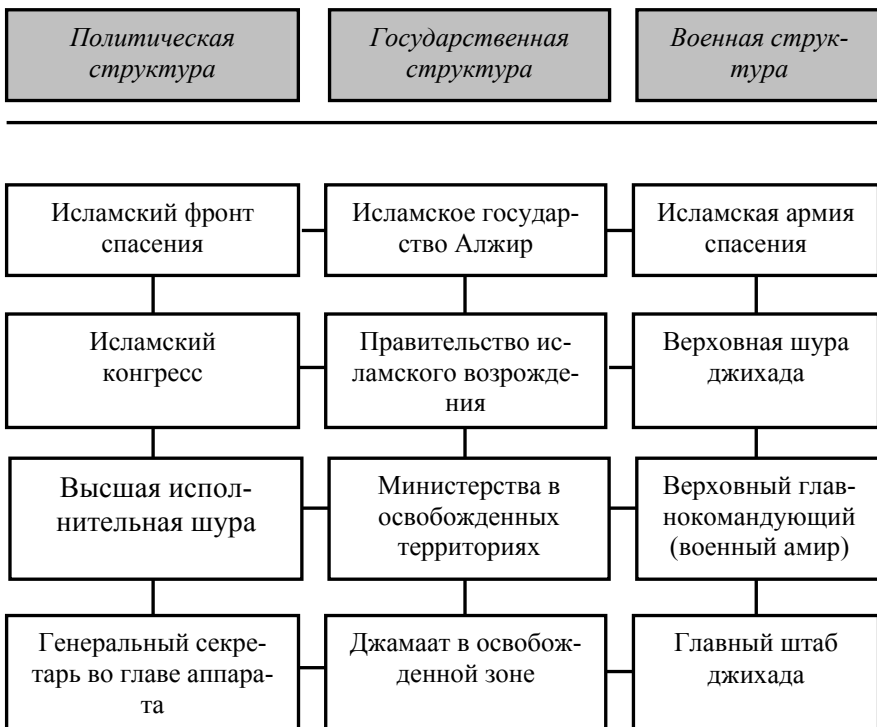 Политическая
структура
Государственная
структура
Военная струк-
тура
Исламский фронт
спасения
Исламское государ-
ство Алжир
Исламская армия
спасения
Исламский
конгресс
Правительство ис-
ламского возрожде-
ния
Верховная шура
джихада
Высшая испол-
нительная шура
Министерства в
освобожденных
территориях
Верховный глав-
нокомандующий
(военный амир)
Генеральный секре-
тарь во главе аппара-
та
Джамаат в освобож-
денной зоне
Главный штаб
джихада